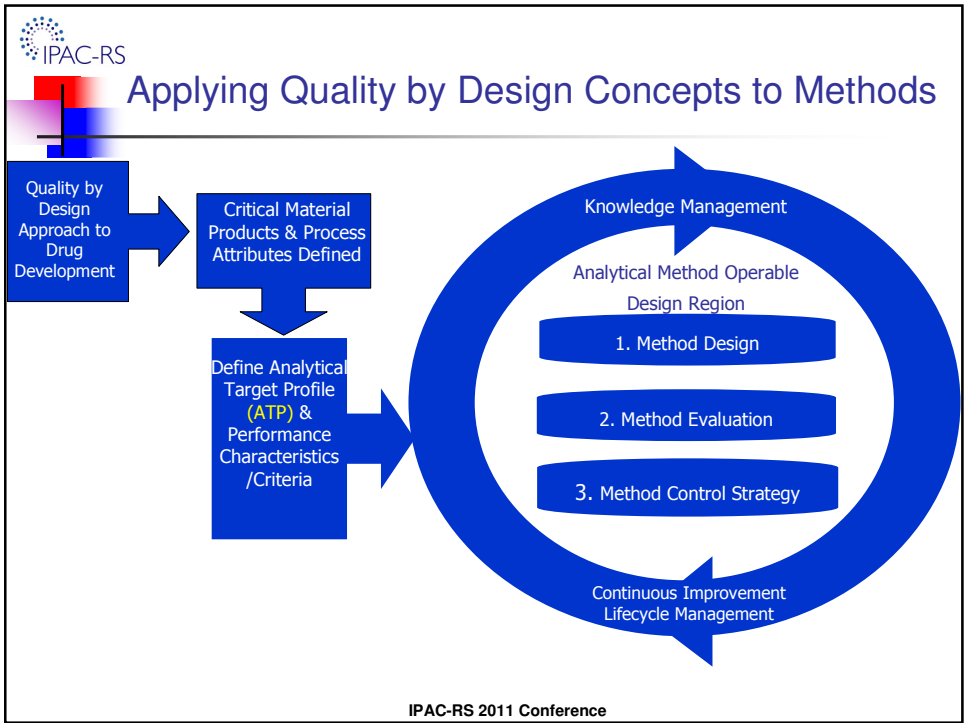 IPAC-RS
Applying Quality by Design Concepts to Methods
Quality by
Design
Approach to
Drug
Development
Critical Material
Products & Process
Attributes Defined
Define Analytical
Target Profile
(ATP) &
Performance
Characteristics
/Criteria
Knowledge Management
Analytical Method Operable
Design Region
1. Method Design
2. Method Evaluation
3. Method Control Strategy
Continuous Improvement
Lifecycle Management
IPAC-RS 2011 Conference